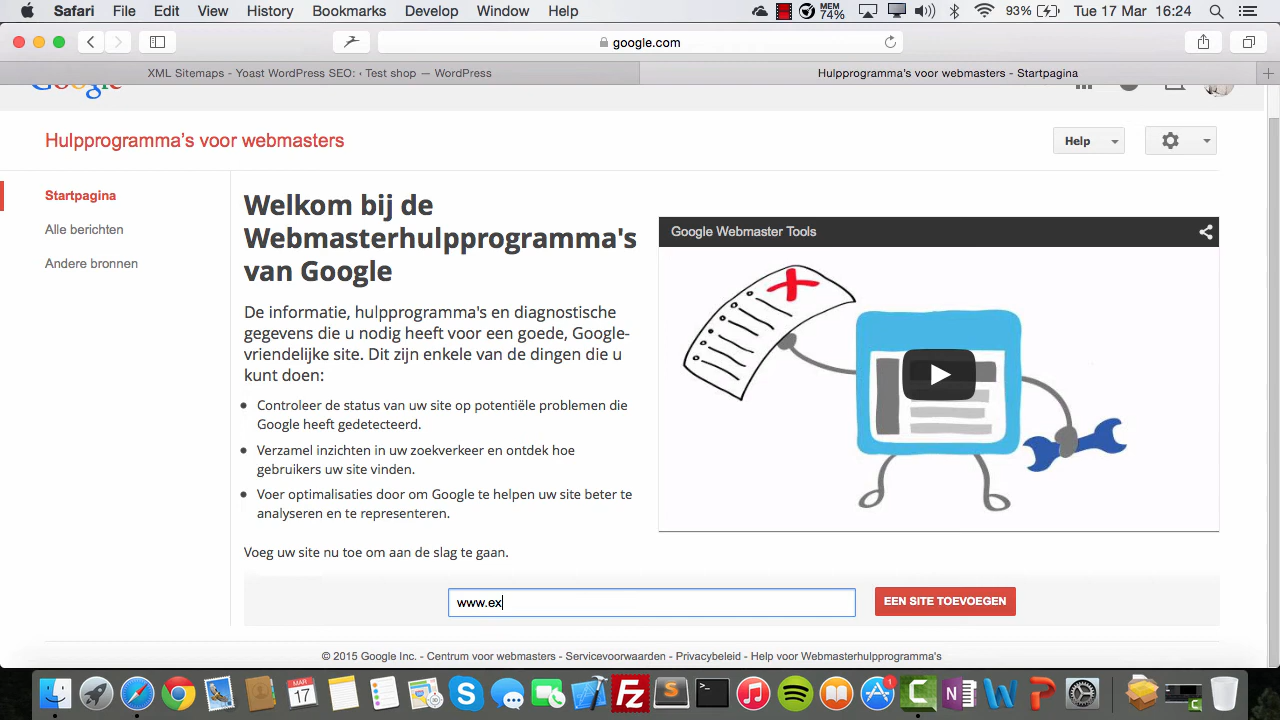 Safari File Edit View History Bookmarks Develop Window Help MEM 74% 93% Tue 17 Mar 16:24
google.com
XML Sitemaps - Yoast WordPress SEO: ‹ Test shop — WordPress Hulpprogramma's voor webmasters - Startpagina
Google
Hulpprogramma's voor webmasters
Help
Startpagina
Alle berichten
Andere bronnen
Welkom bij de
Webmasterhulpprogramma's
van Google
De informatie, hulpprogramma's en diagnostische
gegevens die u nodig heeft voor een goede, Google-
vriendelijke site. Dit zijn enkele van de dingen die u
kunt doen:
Controleer de status van uw site op potentiële problemen die
Google heeft gedetecteerd.
Verzamel inzichten in uw zoekverkeer en ontdek hoe
gebruikers uw site vinden.
Voer optimalisaties door om Google te helpen uw site beter te
analyseren en te representeren.
Voeg uw site nu toe om aan de slag te gaan.
Google Webmaster Tools
www.ex
EEN SITE TOEVOEGEN
© 2015 Google Inc. - Centrum voor webmasters - Servicevoorwaarden - Privacybeleid - Help voor Webmasterhulpprogramma's
MAR
17
1